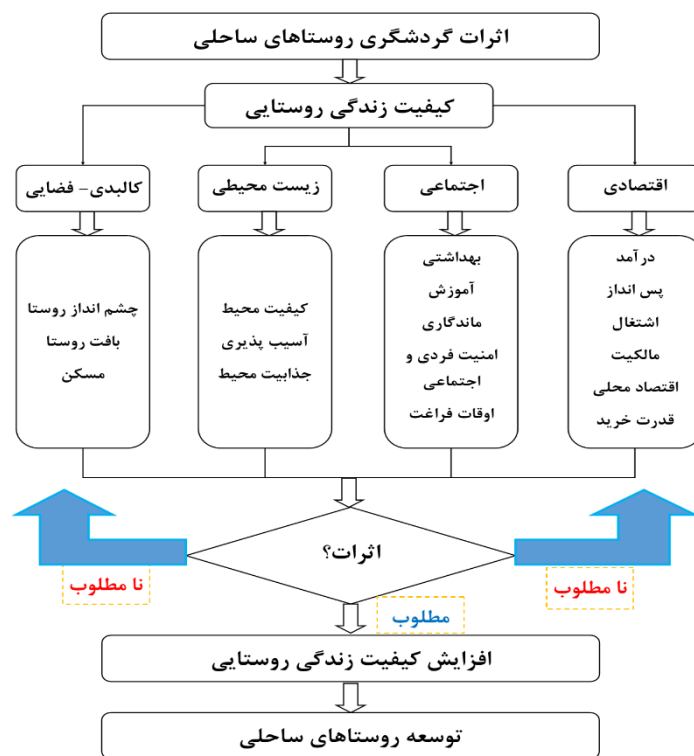 اثرات گردشگری روستاهای ساحلی
کیفیت زندگی روستایی
اقتصادی
اجتماعی
زیست محیطی
کالبدی- فضایی
درآمد
پس انداز
اشتغال
مالکیت
اقتصاد محلی
قدرت خرید
بهداشتی
آموزش
ماندگاری
امنیت فردی و
اجتماعی
اوقات فراغت
کیفیت محیط
آسیب پذیری
جذابیت محیط
چشم انداز روستا
بافت روستا
مسکن
اثرات؟
نا مطلوب
نا مطلوب
مطلوب
افزایش کیفیت زندگی روستایی
توسعه روستاهای ساحلی